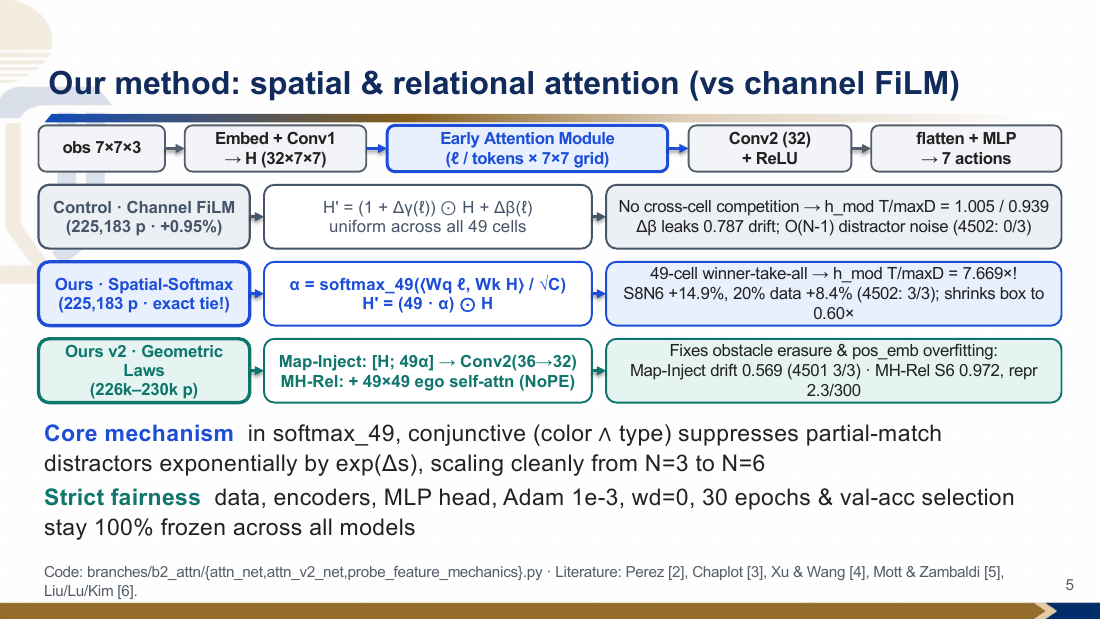 Our method: spatial & relational attention (vs channel FiLM)
obs 7×7×3
Embed + Conv1
→ H (32×7×7)
Early Attention Module
(ℓ / tokens × 7×7 grid)
Conv2 (32)
+ ReLU
flatten + MLP
→ 7 actions
Control · Channel FiLM
(225,183 p · +0.95%)
H' = (1 + Δγ(ℓ)) ⊙ H + Δβ(ℓ)
uniform across all 49 cells
No cross-cell competition → h_mod T/maxD = 1.005 / 0.939
Δβ leaks 0.787 drift; O(N-1) distractor noise (4502: 0/3)
Ours · Spatial-Softmax
(225,183 p · exact tie!)
α = softmax_49(⟨Wq ℓ, Wk H⟩ / √C)
H' = (49 · α) ⊙ H
49-cell winner-take-all → h_mod T/maxD = 7.669×!
S8N6 +14.9%, 20% data +8.4% (4502: 3/3); shrinks box to
0.60×
Ours v2 · Geometric
Laws
(226k–230k p)
Map-Inject: [H; 49α] → Conv2(36→32)
MH-Rel: + 49×49 ego self-attn (NoPE)
Fixes obstacle erasure & pos_emb overfitting:
Map-Inject drift 0.569 (4501 3/3) · MH-Rel S6 0.972, repr
2.3/300
Core mechanism in softmax_49, conjunctive (color ∧ type) suppresses partial-match
distractors exponentially by exp(Δs), scaling cleanly from N=3 to N=6
Strict fairness data, encoders, MLP head, Adam 1e-3, wd=0, 30 epochs & val-acc selection
stay 100% frozen across all models
Code: branches/b2_attn/{attn_net,attn_v2_net,probe_feature_mechanics}.py · Literature: Perez [2], Chaplot [3], Xu & Wang [4], Mott & Zambaldi [5],
Liu/Lu/Kim [6].
5